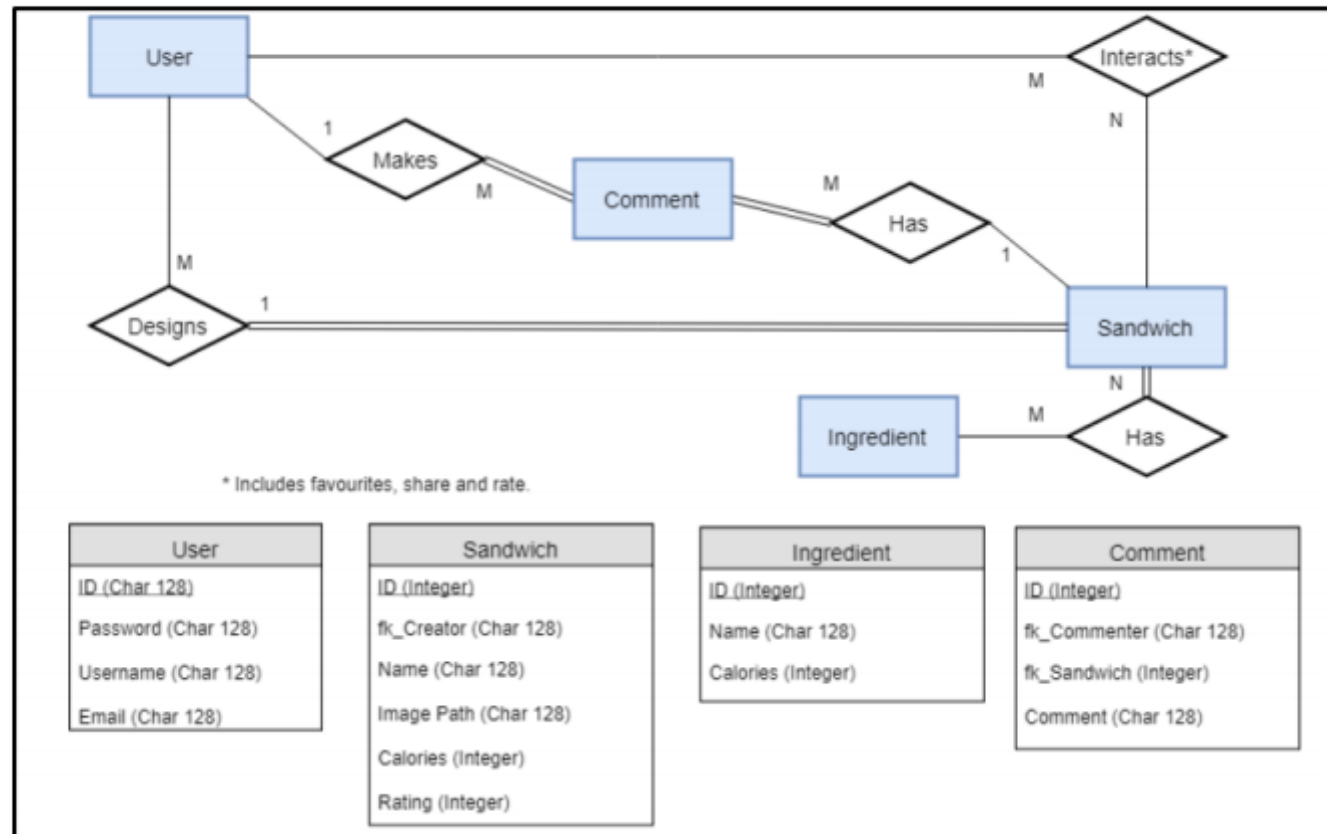 User
Interacts*
M
N
1
Makes
M
Comment
M
Has
1
M
Designs
1
Sandwich
N
M
Has
Ingredient
* Includes favourites, share and rate.
User
ID (Char 128)
Password (Char 128)
Username (Char 128)
Email (Char 128)
Sandwich
ID (Integer)
fk_Creator (Char 128)
Name (Char 128)
Image Path (Char 128)
Calories (Integer)
Rating (Integer)
Ingredient
ID (Integer)
Name (Char 128)
Calories (Integer)
Comment
ID (Integer)
fk_Commenter (Char 128)
fk_Sandwich (Integer)
Comment (Char 128)